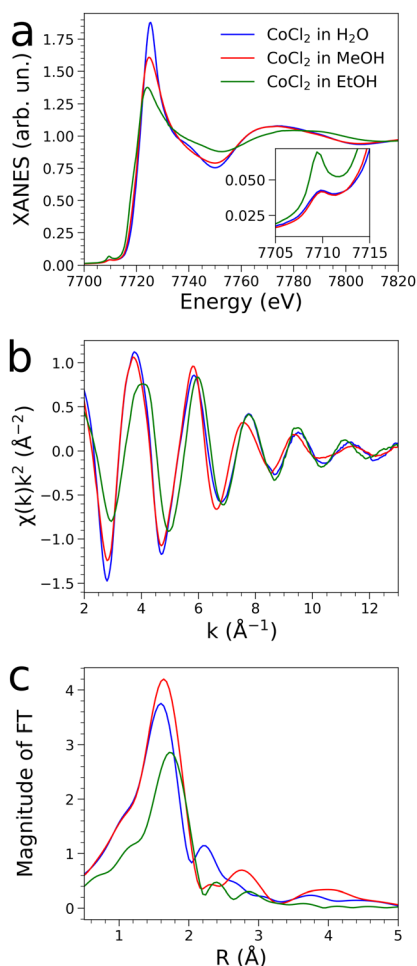 a
XANES (arb. un.)
1.75
1.50
1.25
1.00
0.75
0.50
0.25
0.00
CoCl₂ in H₂O
CoCl₂ in MeOH
CoCl₂ in EtOH
0.050
0.025
7705 7710 7715
7700 7720 7740 7760 7780 7800 7820
Energy (eV)
b
χ(k)k² (Å⁻²)
1.0
0.5
0.0
−0.5
−1.0
−1.5
2 4 6 8 10 12
k (Å⁻¹)
c
Magnitude of FT
4
3
2
1
0
1 2 3 4 5
R (Å)